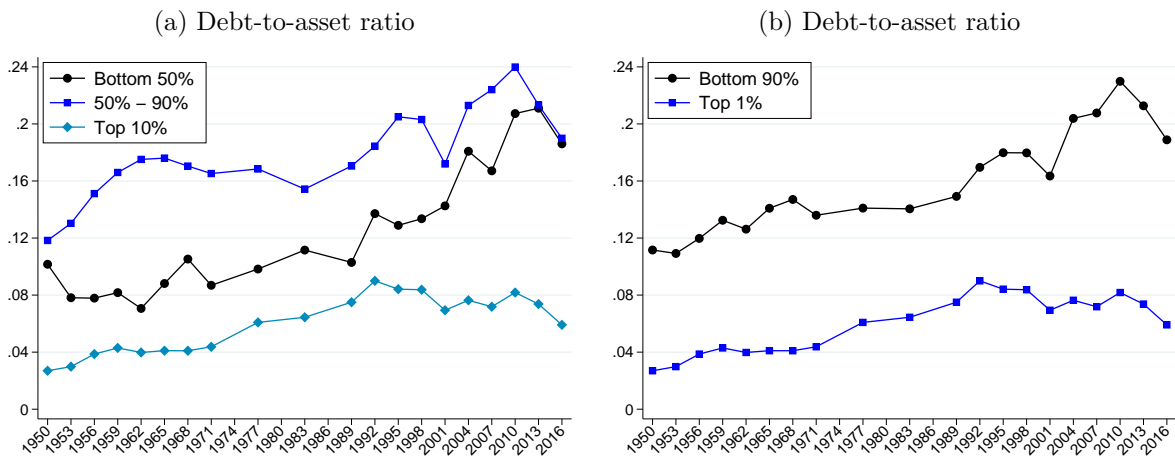 (a) Debt-to-asset ratio
.24
.2
.16
.12
.08
.04
0
Bottom 50%
50% − 90%
Top 10%
1950 1953 1956 1959 1962 1965 1968 1971 1974 1977 1980 1983 1986 1989 1992 1995 1998 2001 2004 2007 2010 2013 2016
(b) Debt-to-asset ratio
.24
.2
.16
.12
.08
.04
0
Bottom 90%
Top 1%
1950 1953 1956 1959 1962 1965 1968 1971 1974 1977 1980 1983 1986 1989 1992 1995 1998 2001 2004 2007 2010 2013 2016